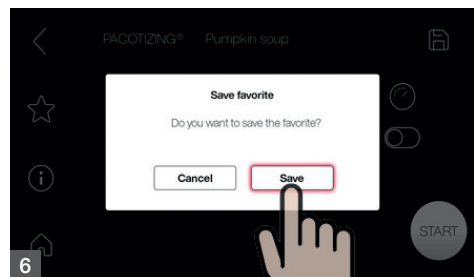 PACOTIZING® Pumpkin soup
Save favorite
Do you want to save the favorite?
Cancel Save
START
6